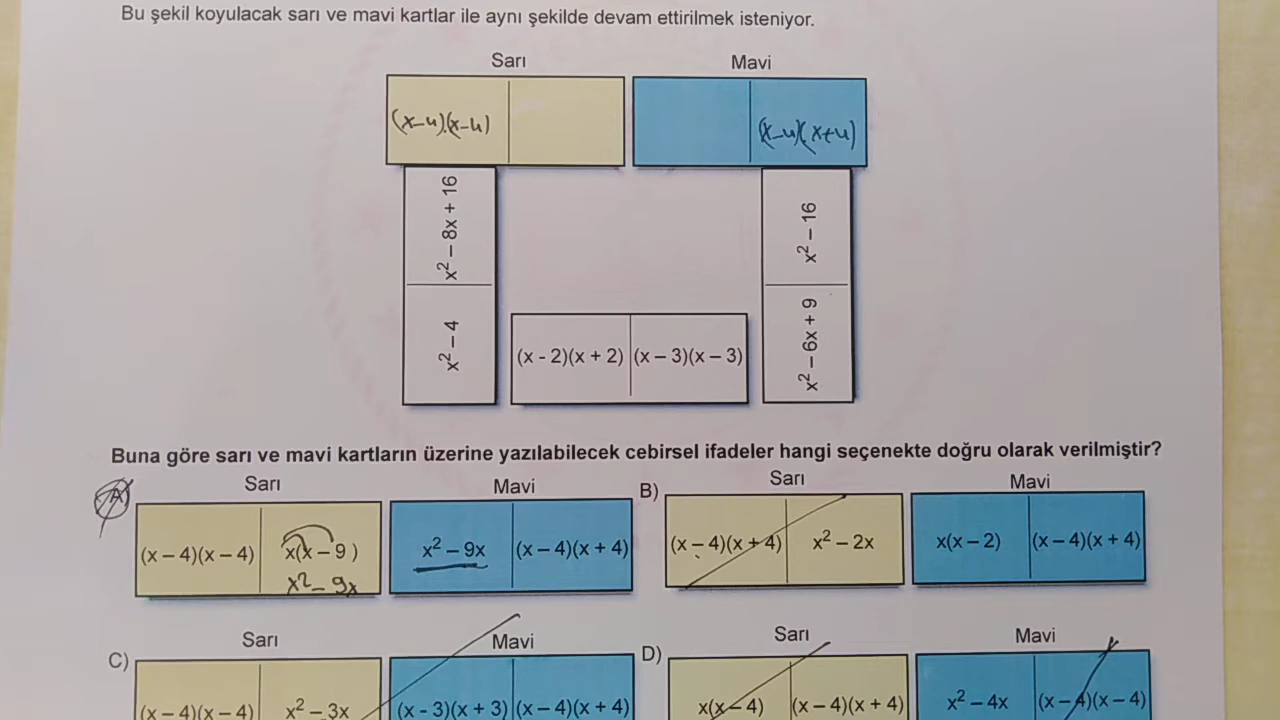 Bu şekil koyulacak sarı ve mavi kartlar ile aynı şekilde devam ettirilmek isteniyor.
Sarı
Mavi
(x-4).(x-4)
(x-4)(x+4)
x² – 8x + 16
x² – 4
(x - 2)(x + 2)
(x – 3)(x – 3)
x² – 16
x² – 6x + 9
Buna göre sarı ve mavi kartların üzerine yazılabilecek cebirsel ifadeler hangi seçenekte doğru olarak verilmiştir?
A)
Sarı
Mavi
(x – 4)(x – 4)
x(x – 9 )
x² – 9x
x² – 9x
(x – 4)(x + 4)
B)
Sarı
Mavi
(x – 4)(x + 4)
x² – 2x
x(x – 2)
(x – 4)(x + 4)
C)
Sarı
Mavi
(x – 4)(x – 4)
x² – 3x
(x - 3)(x + 3)
(x – 4)(x + 4)
D)
Sarı
Mavi
x(x – 4)
(x – 4)(x + 4)
x² – 4x
(x – 4)(x – 4)